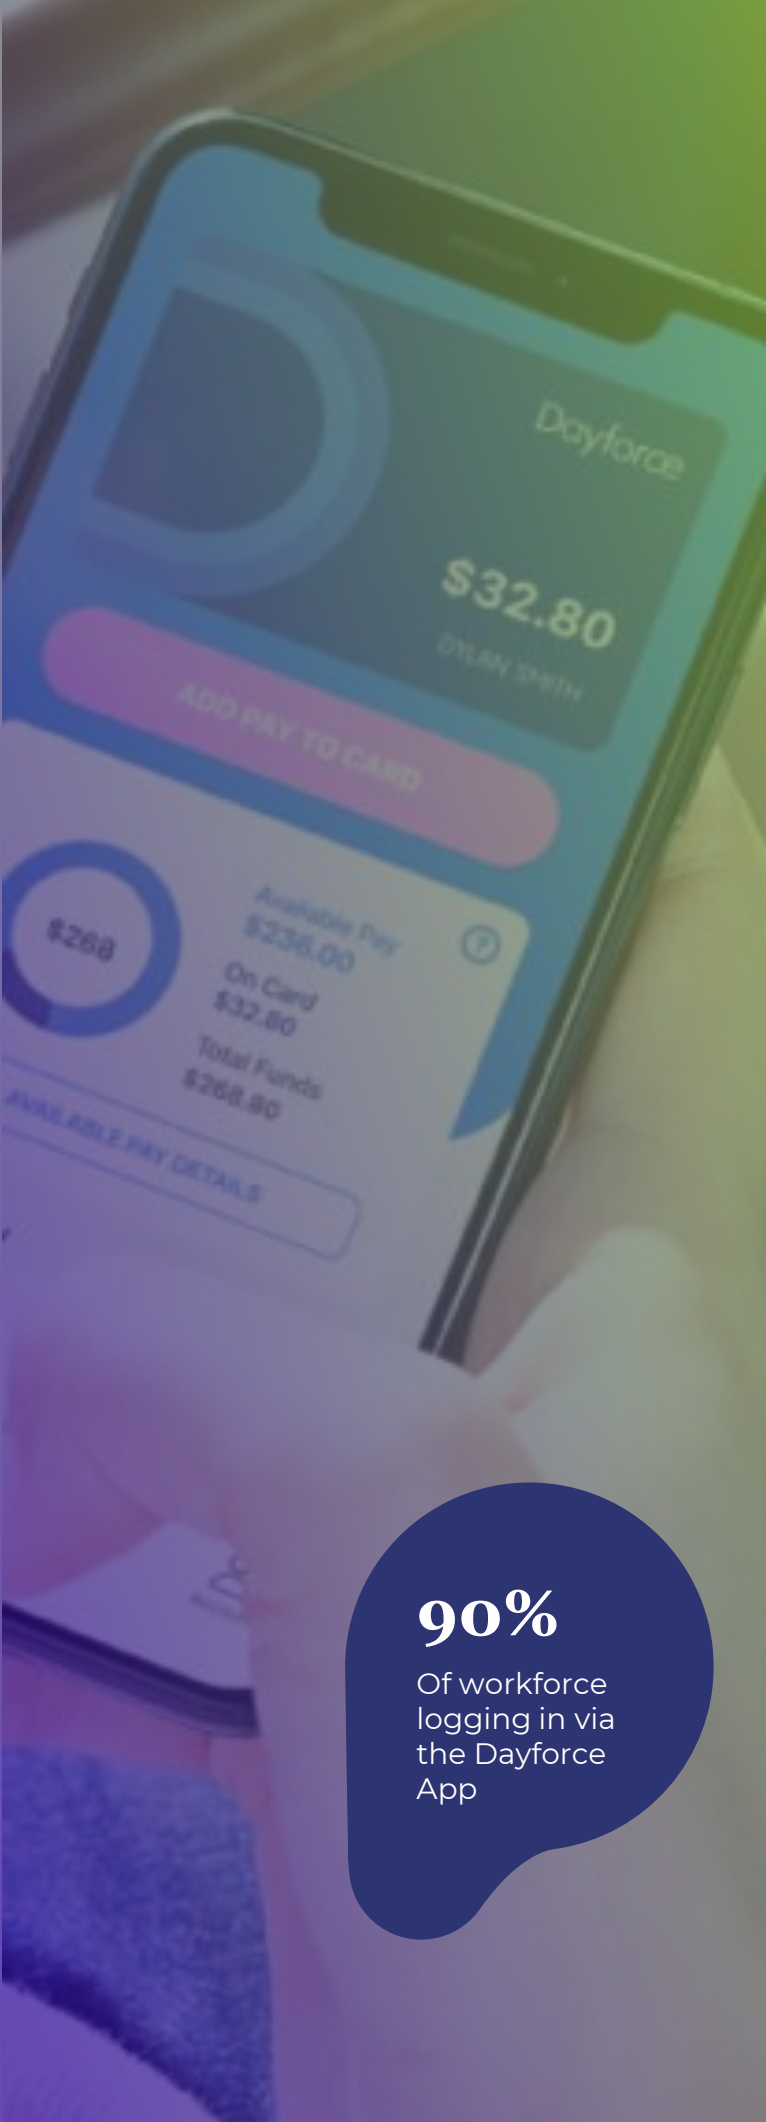 Dayforce
$32.80
DYLAN SMITH
ADD PAY TO CARD
$268
Available Pay
$236.00
?
On Card
$32.80
Total Funds
$268.80
AVAILABLE PAY DETAILS
90%
Of workforce
logging in via
the Dayforce
App